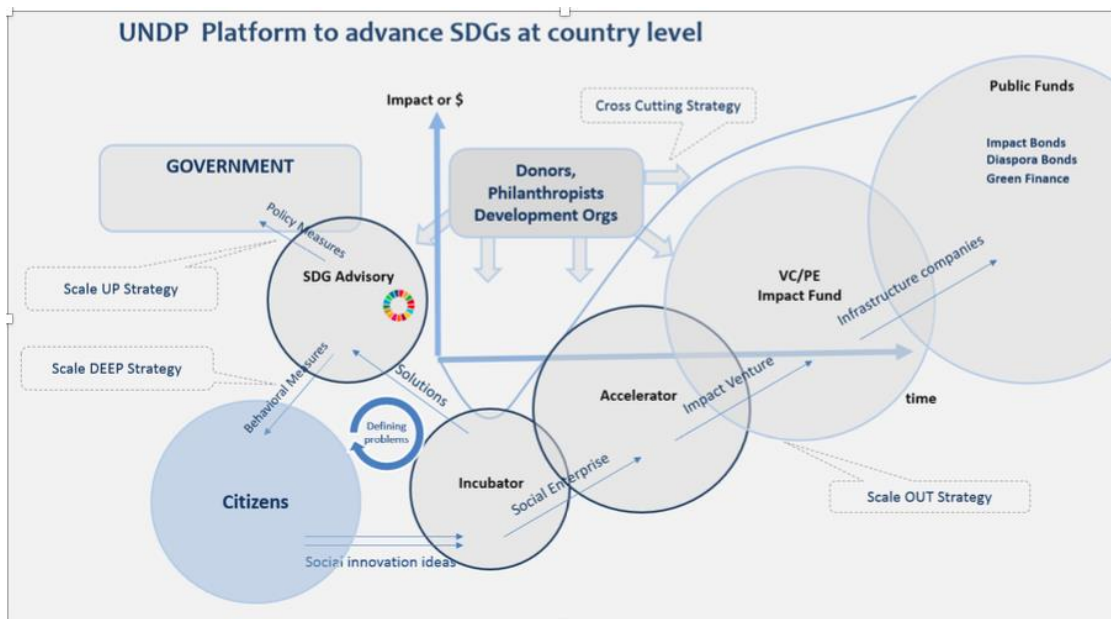 UNDP Platform to advance SDGs at country level
Impact or $
Cross Cutting Strategy
Public Funds
Impact Bonds
Diaspora Bonds
Green Finance
GOVERNMENT
Donors,
Philanthropists
Development Orgs
Policy Measures
SDG Advisory
Scale UP Strategy
VC/PE
Impact Fund
Infrastructure companies
Scale DEEP Strategy
Behavioral Measures
Solutions
Accelerator
Impact Venture
time
Defining
problems
Citizens
Incubator
Social Enterprise
Scale OUT Strategy
Social innovation ideas